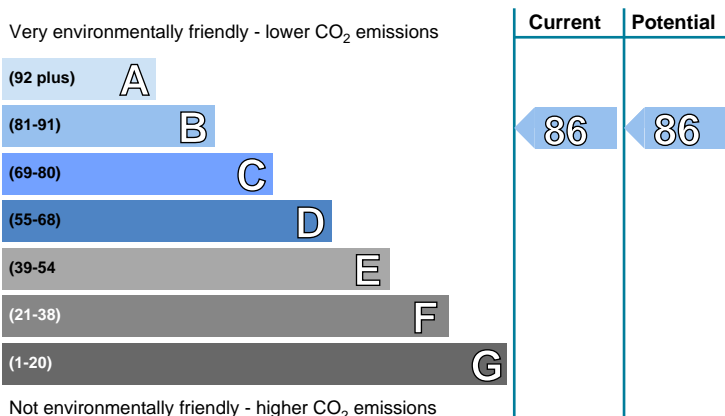 Very environmentally friendly - lower CO2 emissions
Current
Potential
(92 plus) A
(81-91) B
86
86
(69-80) C
(55-68) D
(39-54 E
(21-38) F
(1-20) G
Not environmentally friendly - higher CO2 emissions